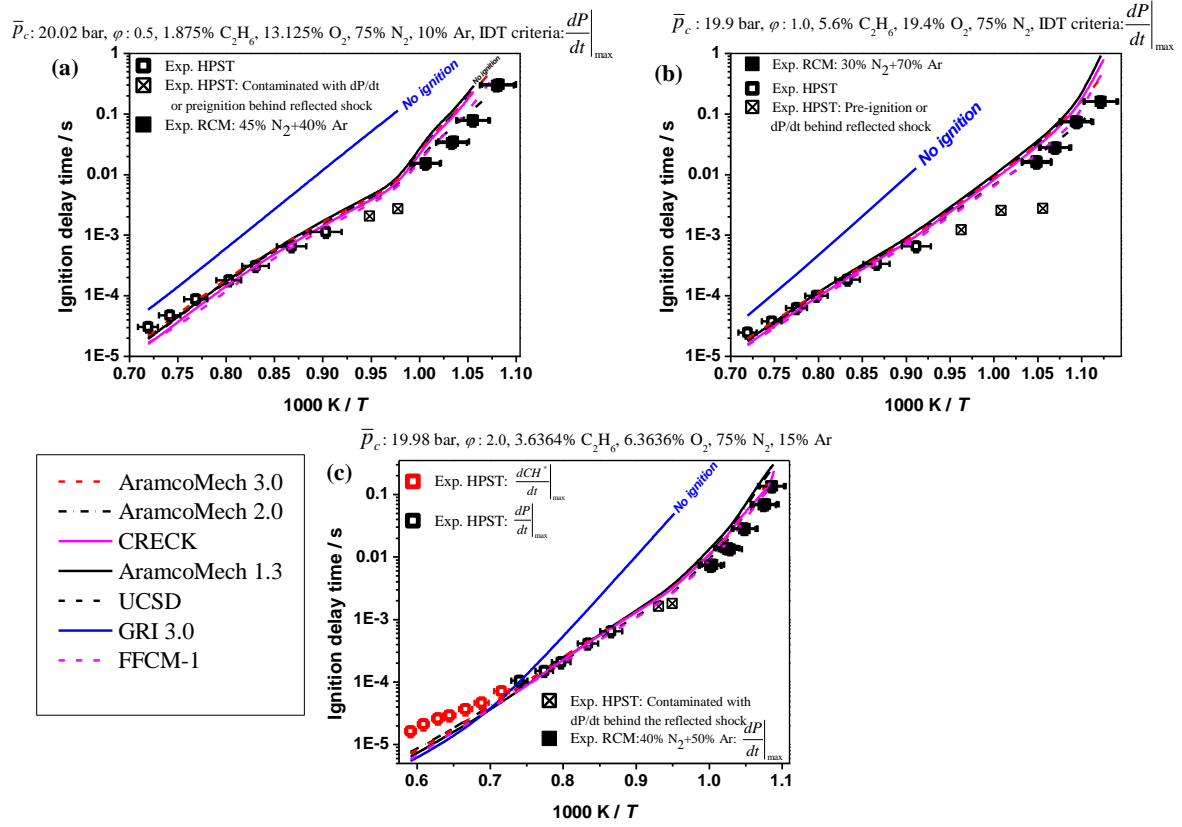 p̅c: 20.02 bar, φ: 0.5, 1.875% C2H6, 13.125% O2, 75% N2, 10% Ar, IDT criteria: dP/dt|max
(a)
Exp. HPST
Exp. HPST: Contaminated with dP/dt
or preignition behind reflected shock
Exp. RCM: 45% N2+40% Ar
No ignition
No ignition
Ignition delay time / s
1
0.1
0.01
1E-3
1E-4
1E-5
0.70 0.75 0.80 0.85 0.90 0.95 1.00 1.05 1.10
1000 K / T
p̅c: 19.9 bar, φ: 1.0, 5.6% C2H6, 19.4% O2, 75% N2, IDT criteria: dP/dt|max
(b)
Exp. RCM: 30% N2+70% Ar
Exp. HPST
Exp. HPST: Pre-ignition or
dP/dt behind reflected shock
No ignition
Ignition delay time / s
1
0.1
0.01
1E-3
1E-4
1E-5
0.70 0.75 0.80 0.85 0.90 0.95 1.00 1.05 1.10
1000 K / T
AramcoMech 3.0
AramcoMech 2.0
CRECK
AramcoMech 1.3
UCSD
GRI 3.0
FFCM-1
p̅c: 19.98 bar, φ: 2.0, 3.6364% C2H6, 6.3636% O2, 75% N2, 15% Ar
(c)
Exp. HPST: dCH*/dt|max
Exp. HPST: dP/dt|max
No ignition
Exp. HPST: Contaminated with
dP/dt behind the reflected shock
Exp. RCM:40% N2+50% Ar: dP/dt|max
Ignition delay time / s
0.1
0.01
1E-3
1E-4
1E-5
0.6 0.7 0.8 0.9 1.0 1.1
1000 K / T